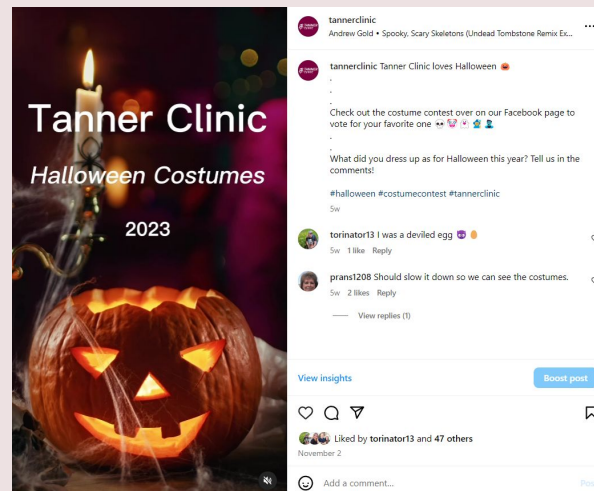 Tanner Clinic
Halloween Costumes
2023
tannerclinic
Andrew Gold • Spooky, Scary Skeletons (Undead Tombstone Remix Ex...
tannerclinic Tanner Clinic loves Halloween 🎃
.
.
.
Check out the costume contest over on our Facebook page to
vote for your favorite one 💀🤡👻🧟🦹
.
.
What did you dress up as for Halloween this year? Tell us in the
comments!
#halloween #costumecontest #tannerclinic
5w
torinator13 I was a deviled egg 😈🥚
5w 1 like Reply
prans1208 Should slow it down so we can see the costumes.
5w 2 likes Reply
View replies (1)
View insights
Boost post
Liked by torinator13 and 47 others
November 2
Add a comment...